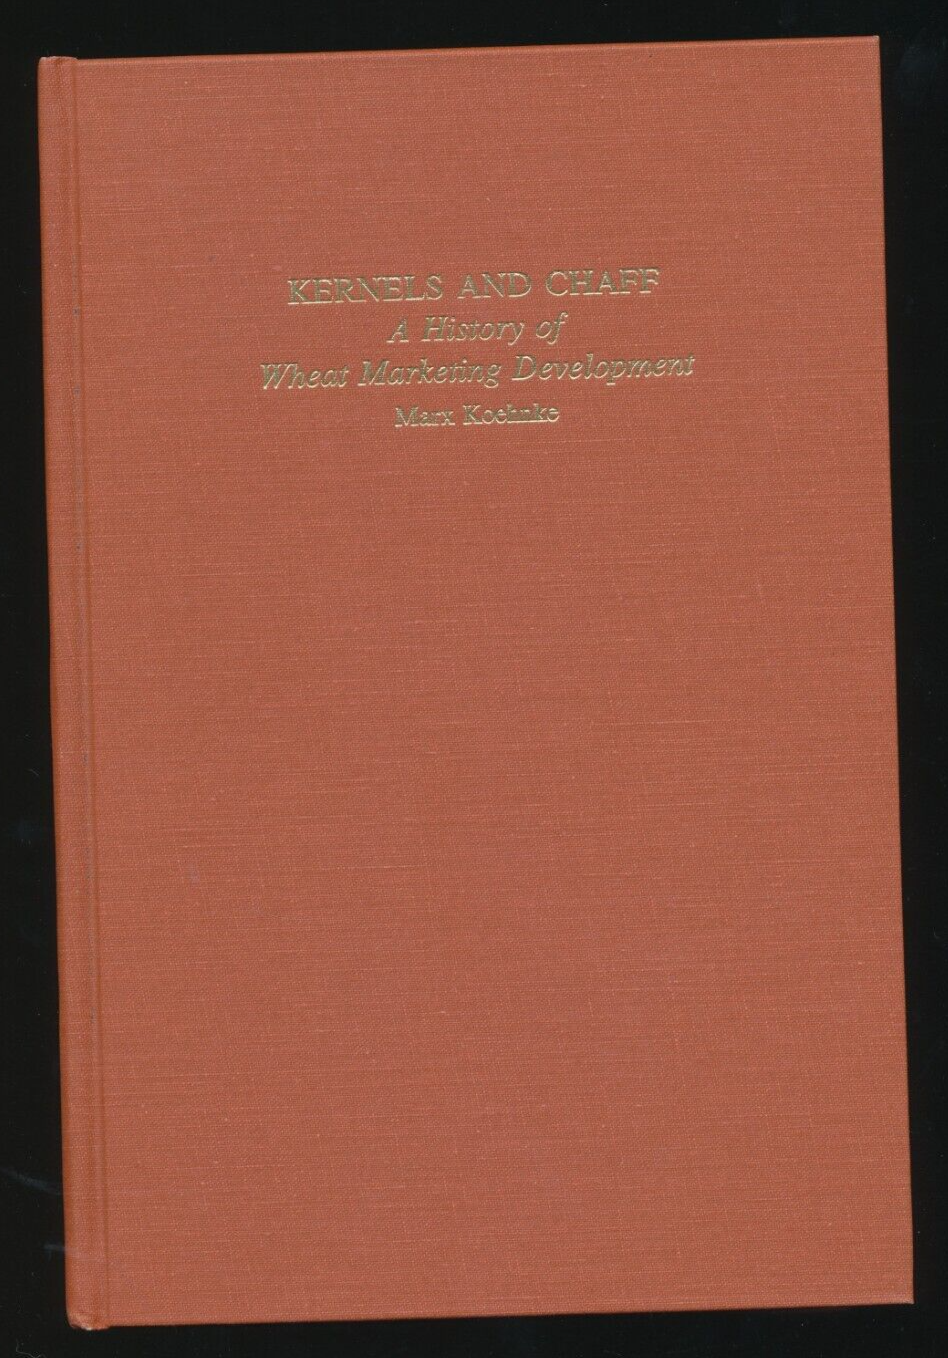 KERNELS AND CHAFF
A History of
Wheat Marketing Development
Marx Koehnke